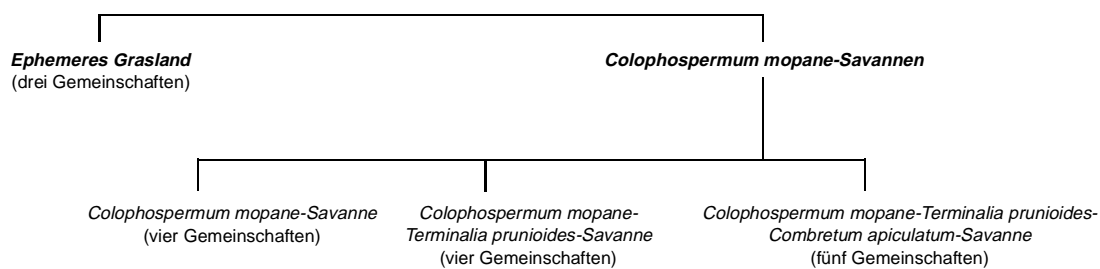 Ephemeres Grasland
(drei Gemeinschaften)
Colophospermum mopane-Savannen
Colophospermum mopane-Savanne
(vier Gemeinschaften)
Colophospermum mopane-
Terminalia prunioides-Savanne
(vier Gemeinschaften)
Colophospermum mopane-Terminalia prunioides-
Combretum apiculatum-Savanne
(fünf Gemeinschaften)